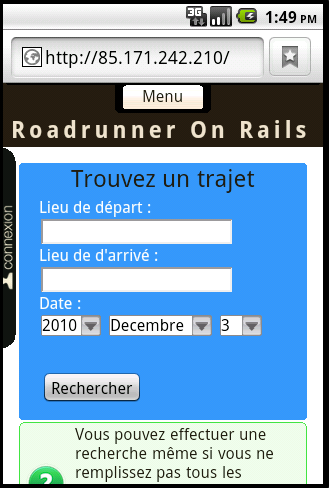 3G 1:49 PM
http://85.171.242.210/
Menu
Roadrunner On Rails
connexion
Trouvez un trajet
Lieu de départ :
Lieu de d'arrivé :
Date :
2010 Decembre 3
Rechercher
Vous pouvez effectuer une
recherche même si vous ne
remplissez pas tous les
?